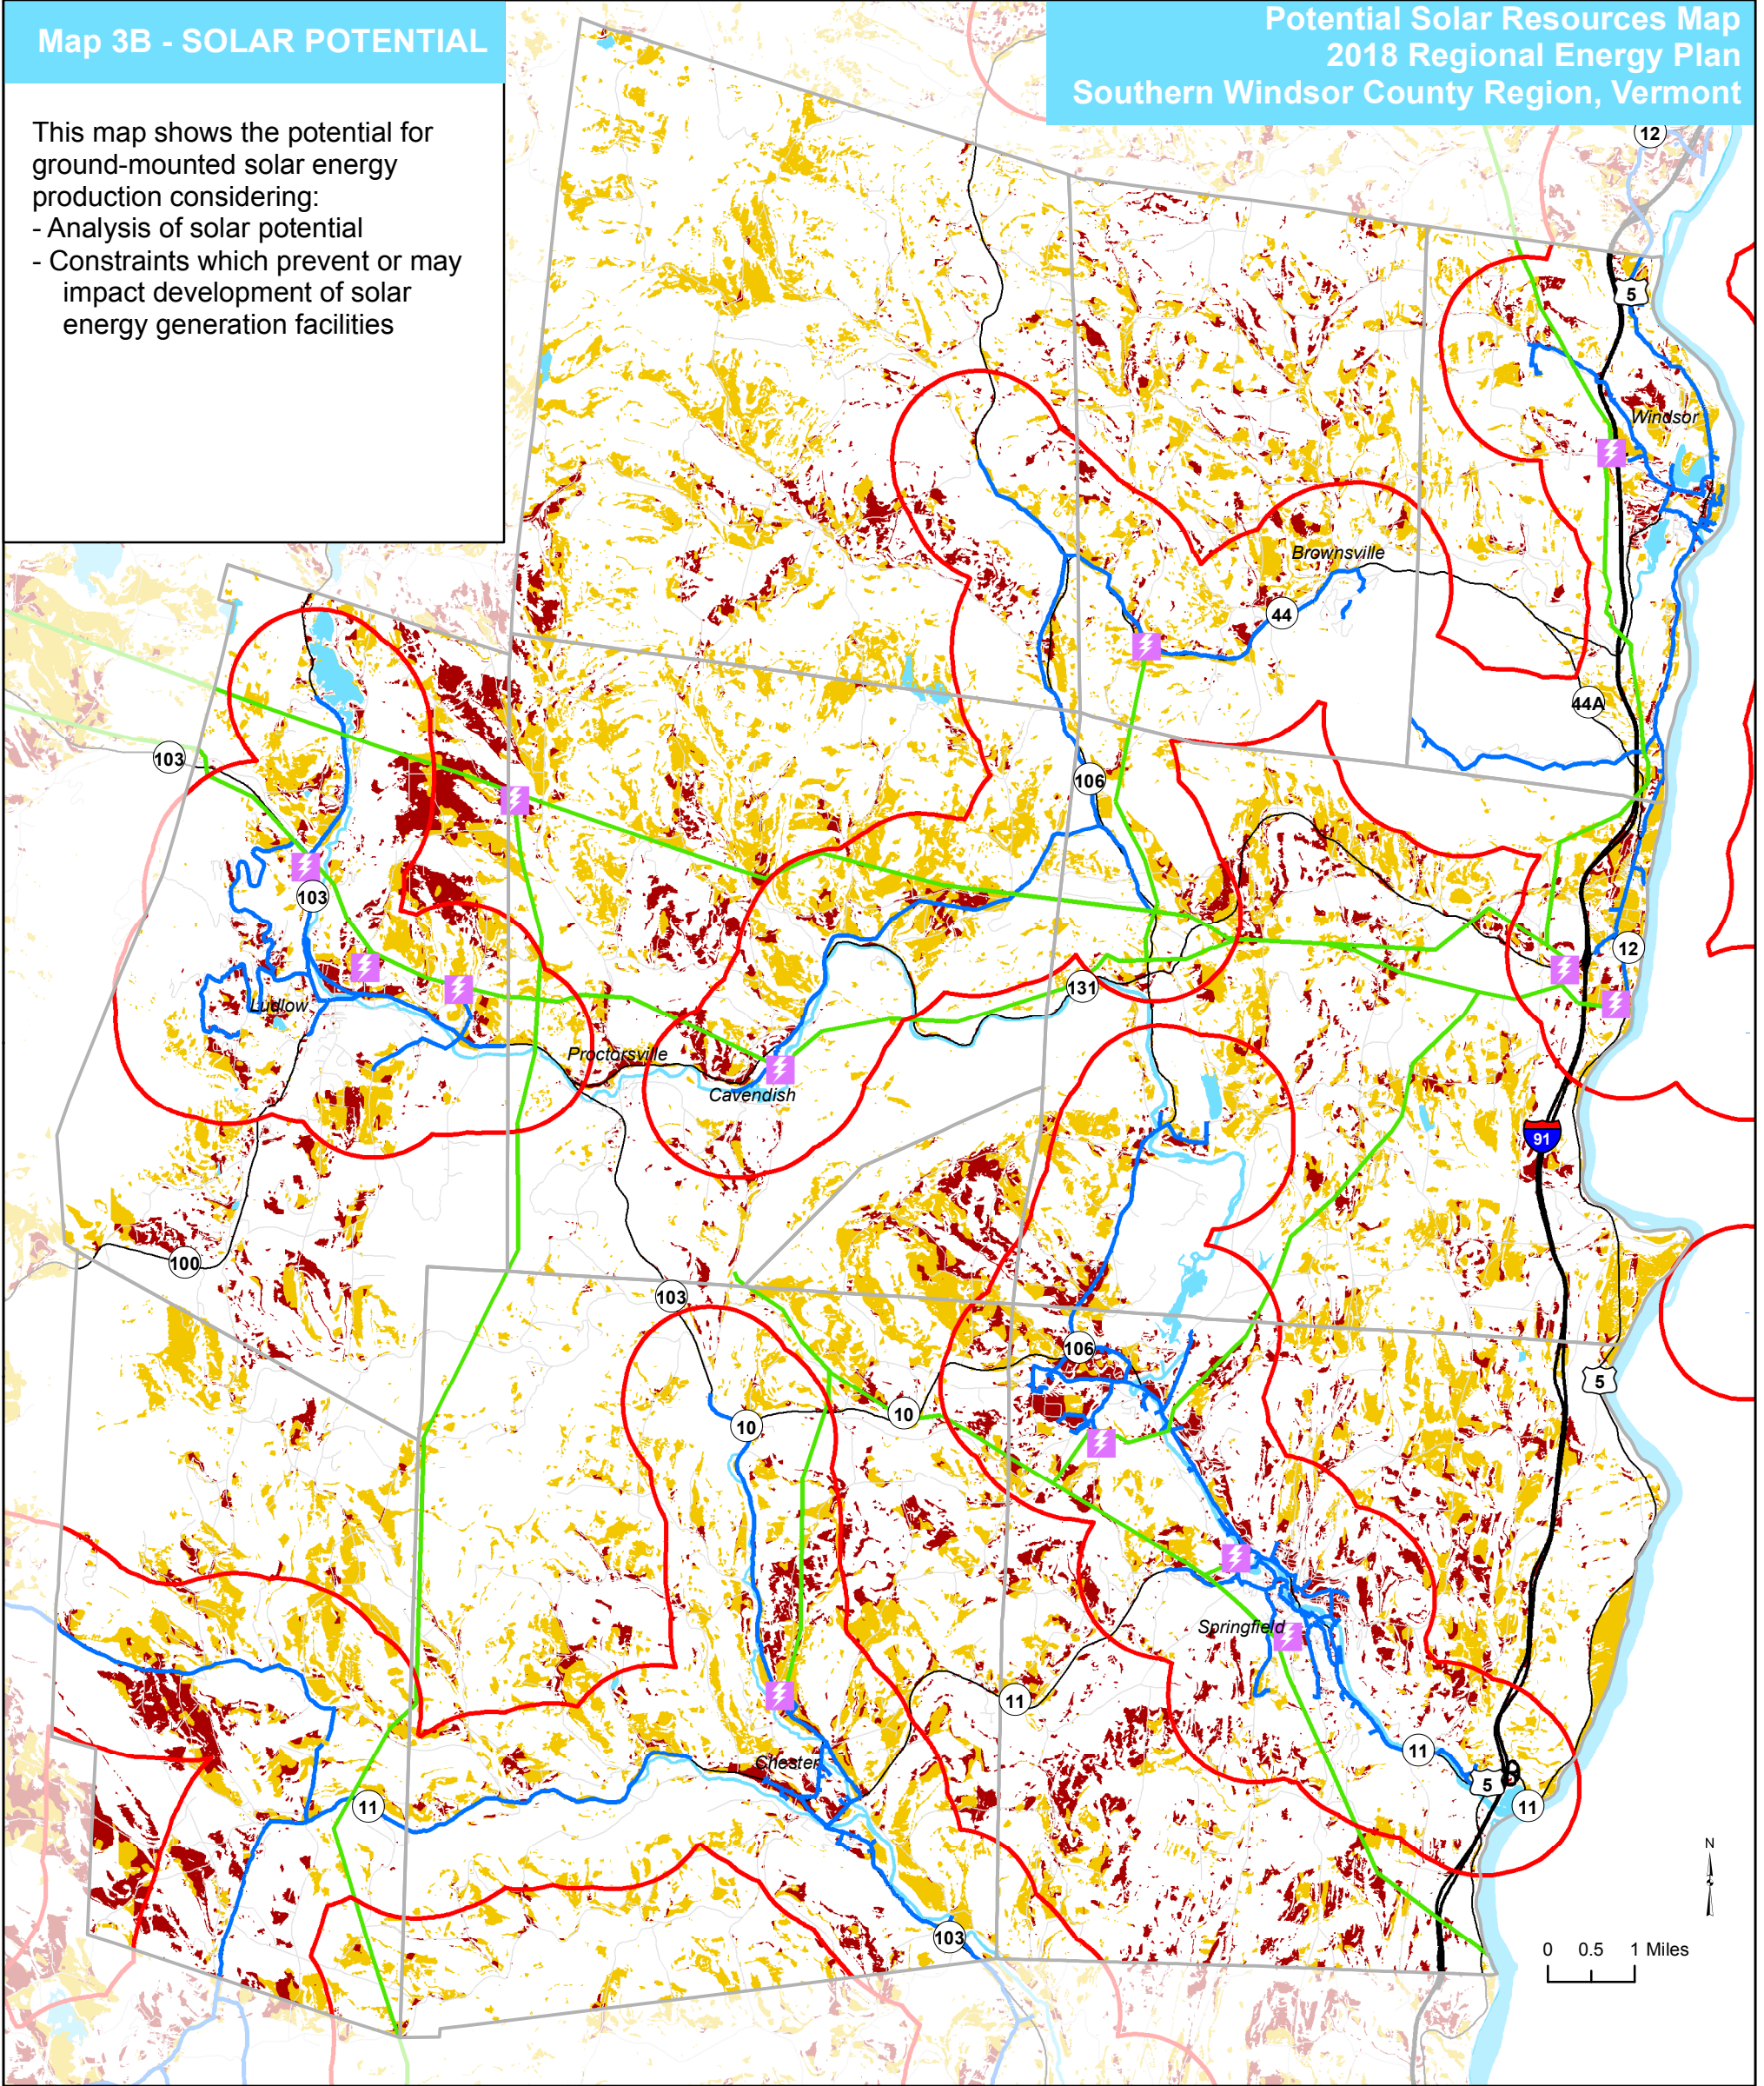 Map 3B - SOLAR POTENTIAL
Potential Solar Resources Map
2018 Regional Energy Plan
Southern Windsor County Region, Vermont
This map shows the potential for
ground-mounted solar energy
production considering:
- Analysis of solar potential
- Constraints which prevent or may
impact development of solar
energy generation facilities
12
5
Windsor
Brownsville
44
44A
103
106
103
12
Ludlow
131
Proctorsville
Cavendish
91
100
103
106
5
10
10
Springfield
11
11
Chester
5
11
11
103
N
0 0.5 1 Miles